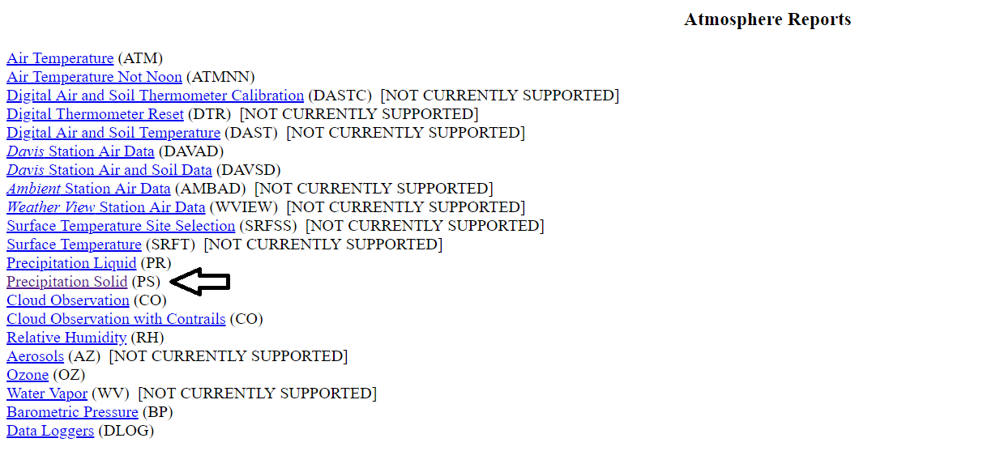 Atmosphere Reports
Air Temperature (ATM)
Air Temperature Not Noon (ATMNN)
Digital Air and Soil Thermometer Calibration (DASTC) [NOT CURRENTLY SUPPORTED]
Digital Thermometer Reset (DTR) [NOT CURRENTLY SUPPORTED]
Digital Air and Soil Temperature (DAST) [NOT CURRENTLY SUPPORTED]
Davis Station Air Data (DAVAD)
Davis Station Air and Soil Data (DAVSD)
Ambient Station Air Data (AMBAD) [NOT CURRENTLY SUPPORTED]
Weather View Station Air Data (WVIEW) [NOT CURRENTLY SUPPORTED]
Surface Temperature Site Selection (SRFSS) [NOT CURRENTLY SUPPORTED]
Surface Temperature (SRFT) [NOT CURRENTLY SUPPORTED]
Precipitation Liquid (PR)
Precipitation Solid (PS)
Cloud Observation (CO)
Cloud Observation with Contrails (CO)
Relative Humidity (RH)
Aerosols (AZ) [NOT CURRENTLY SUPPORTED]
Ozone (OZ)
Water Vapor (WV) [NOT CURRENTLY SUPPORTED]
Barometric Pressure (BP)
Data Loggers (DLOG)